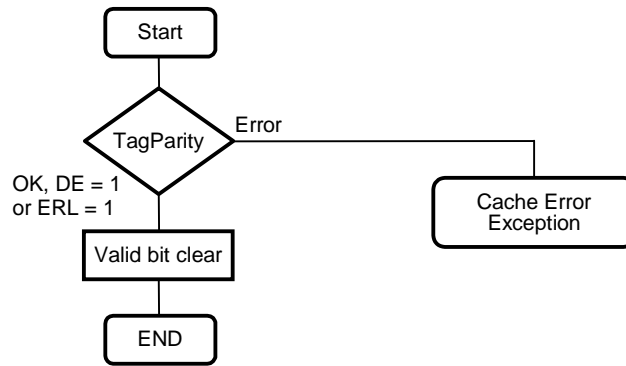 Start
TagParity
Error
OK, DE = 1
or ERL = 1
Cache Error
Exception
Valid bit clear
END